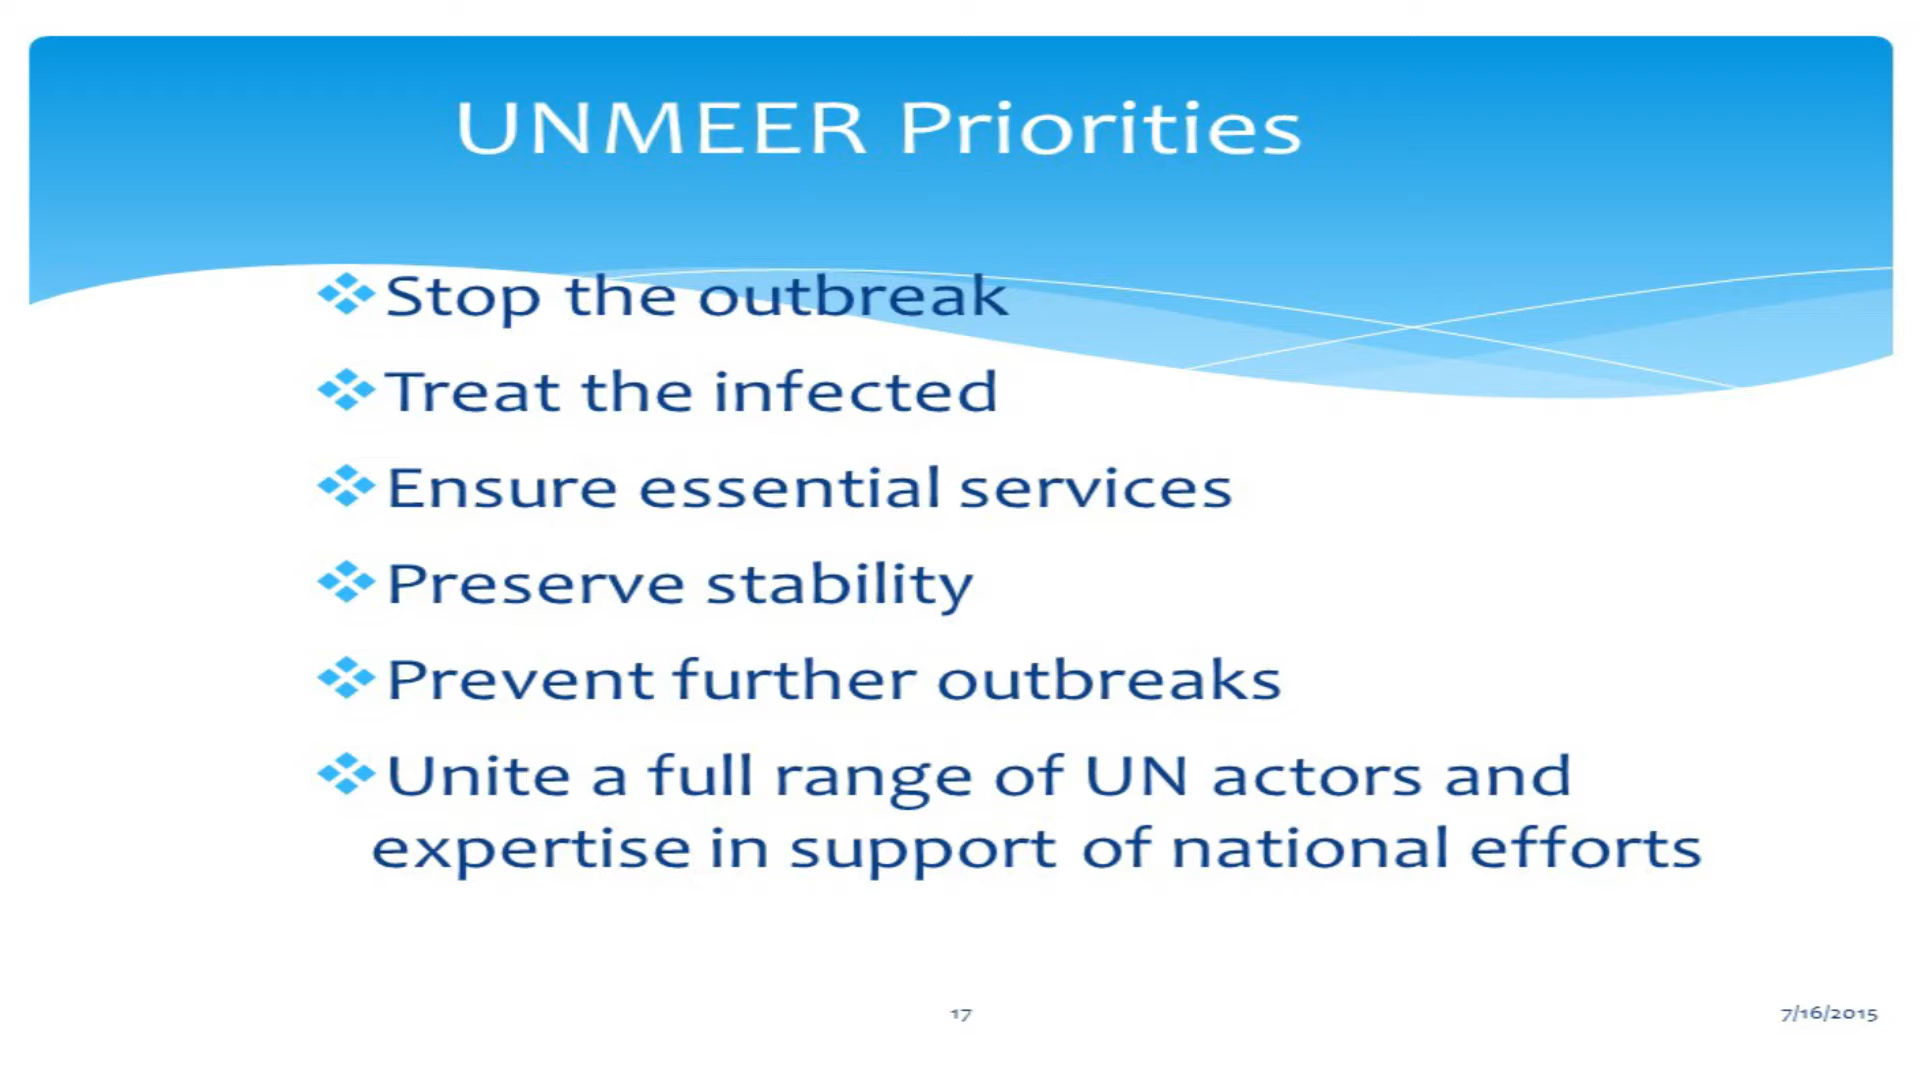 UNMEER Priorities
Stop the outbreak
Treat the infected
Ensure essential services
Preserve stability
Prevent further outbreaks
Unite a full range of UN actors and
expertise in support of national efforts
17
7/16/2015